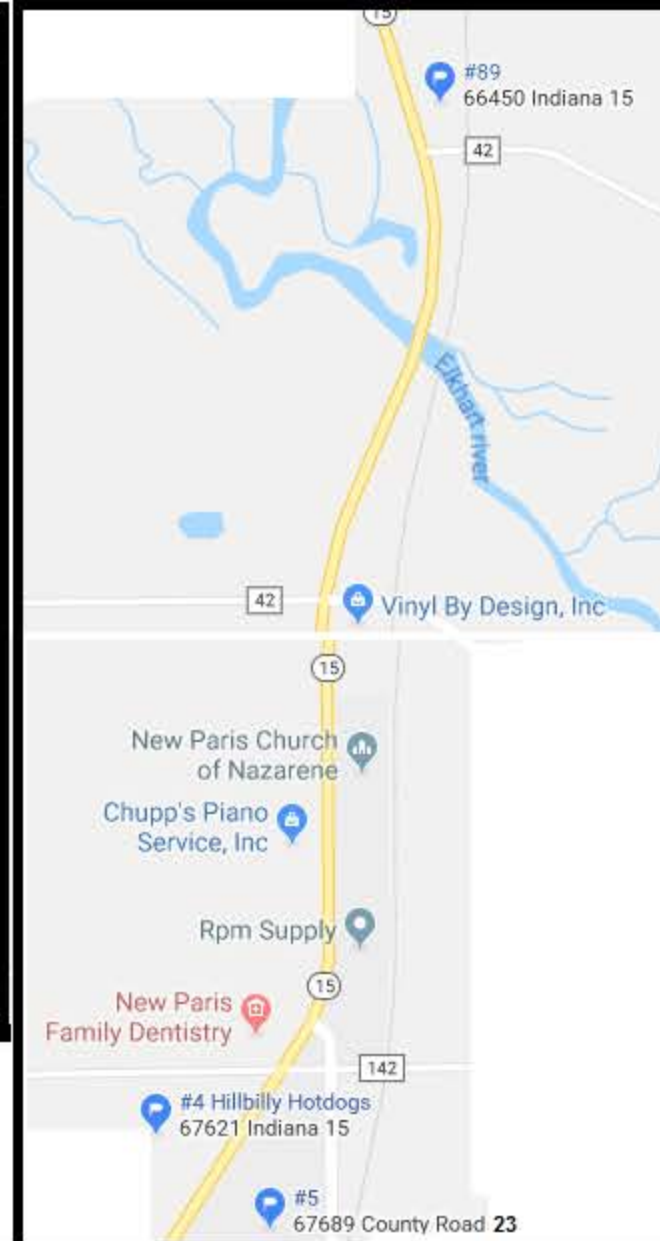 15
#89
66450 Indiana 15
42
Elkhart river
42
Vinyl By Design, Inc
15
New Paris Church
of Nazarene
Chupp's Piano
Service, Inc
Rpm Supply
15
New Paris
Family Dentistry
142
#4 Hillbilly Hotdogs
67621 Indiana 15
#5
67689 County Road 23